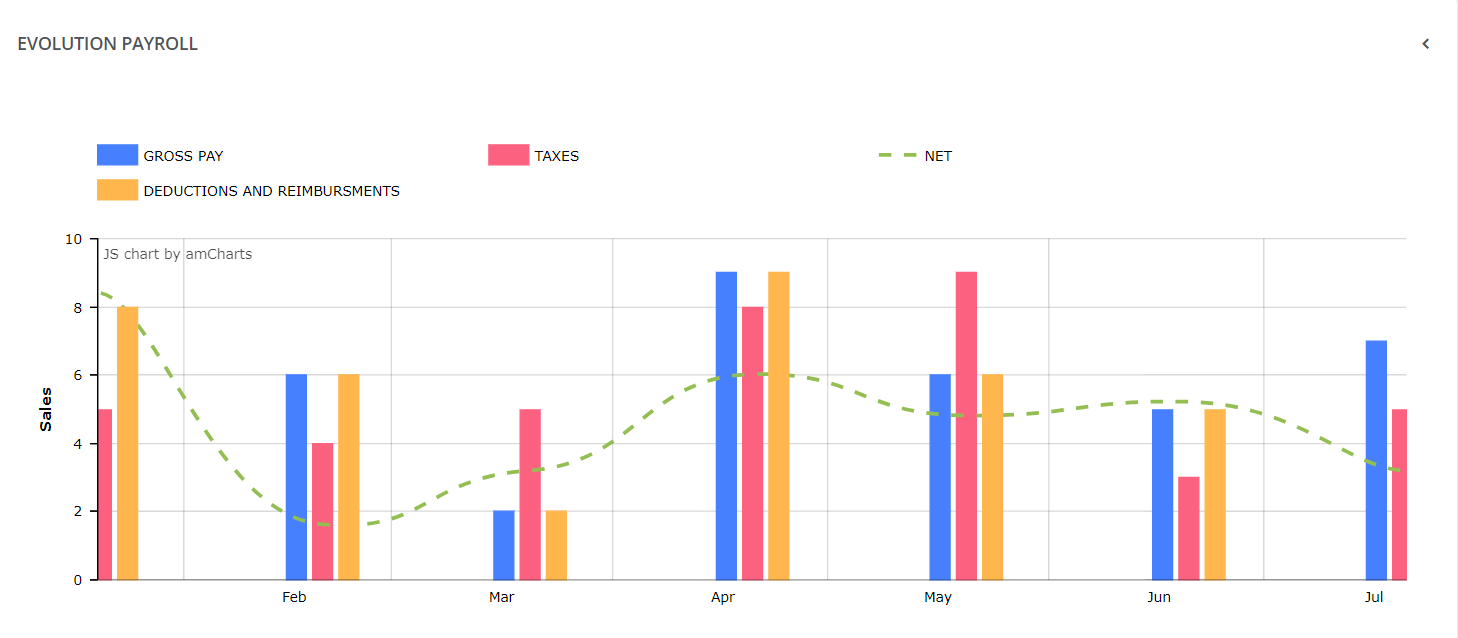 EVOLUTION PAYROLL
GROSS PAY
TAXES
NET
DEDUCTIONS AND REIMBURSMENTS
10
JS chart by amCharts
8
6
Sales
4
2
0
Feb Mar Apr May Jun Jul